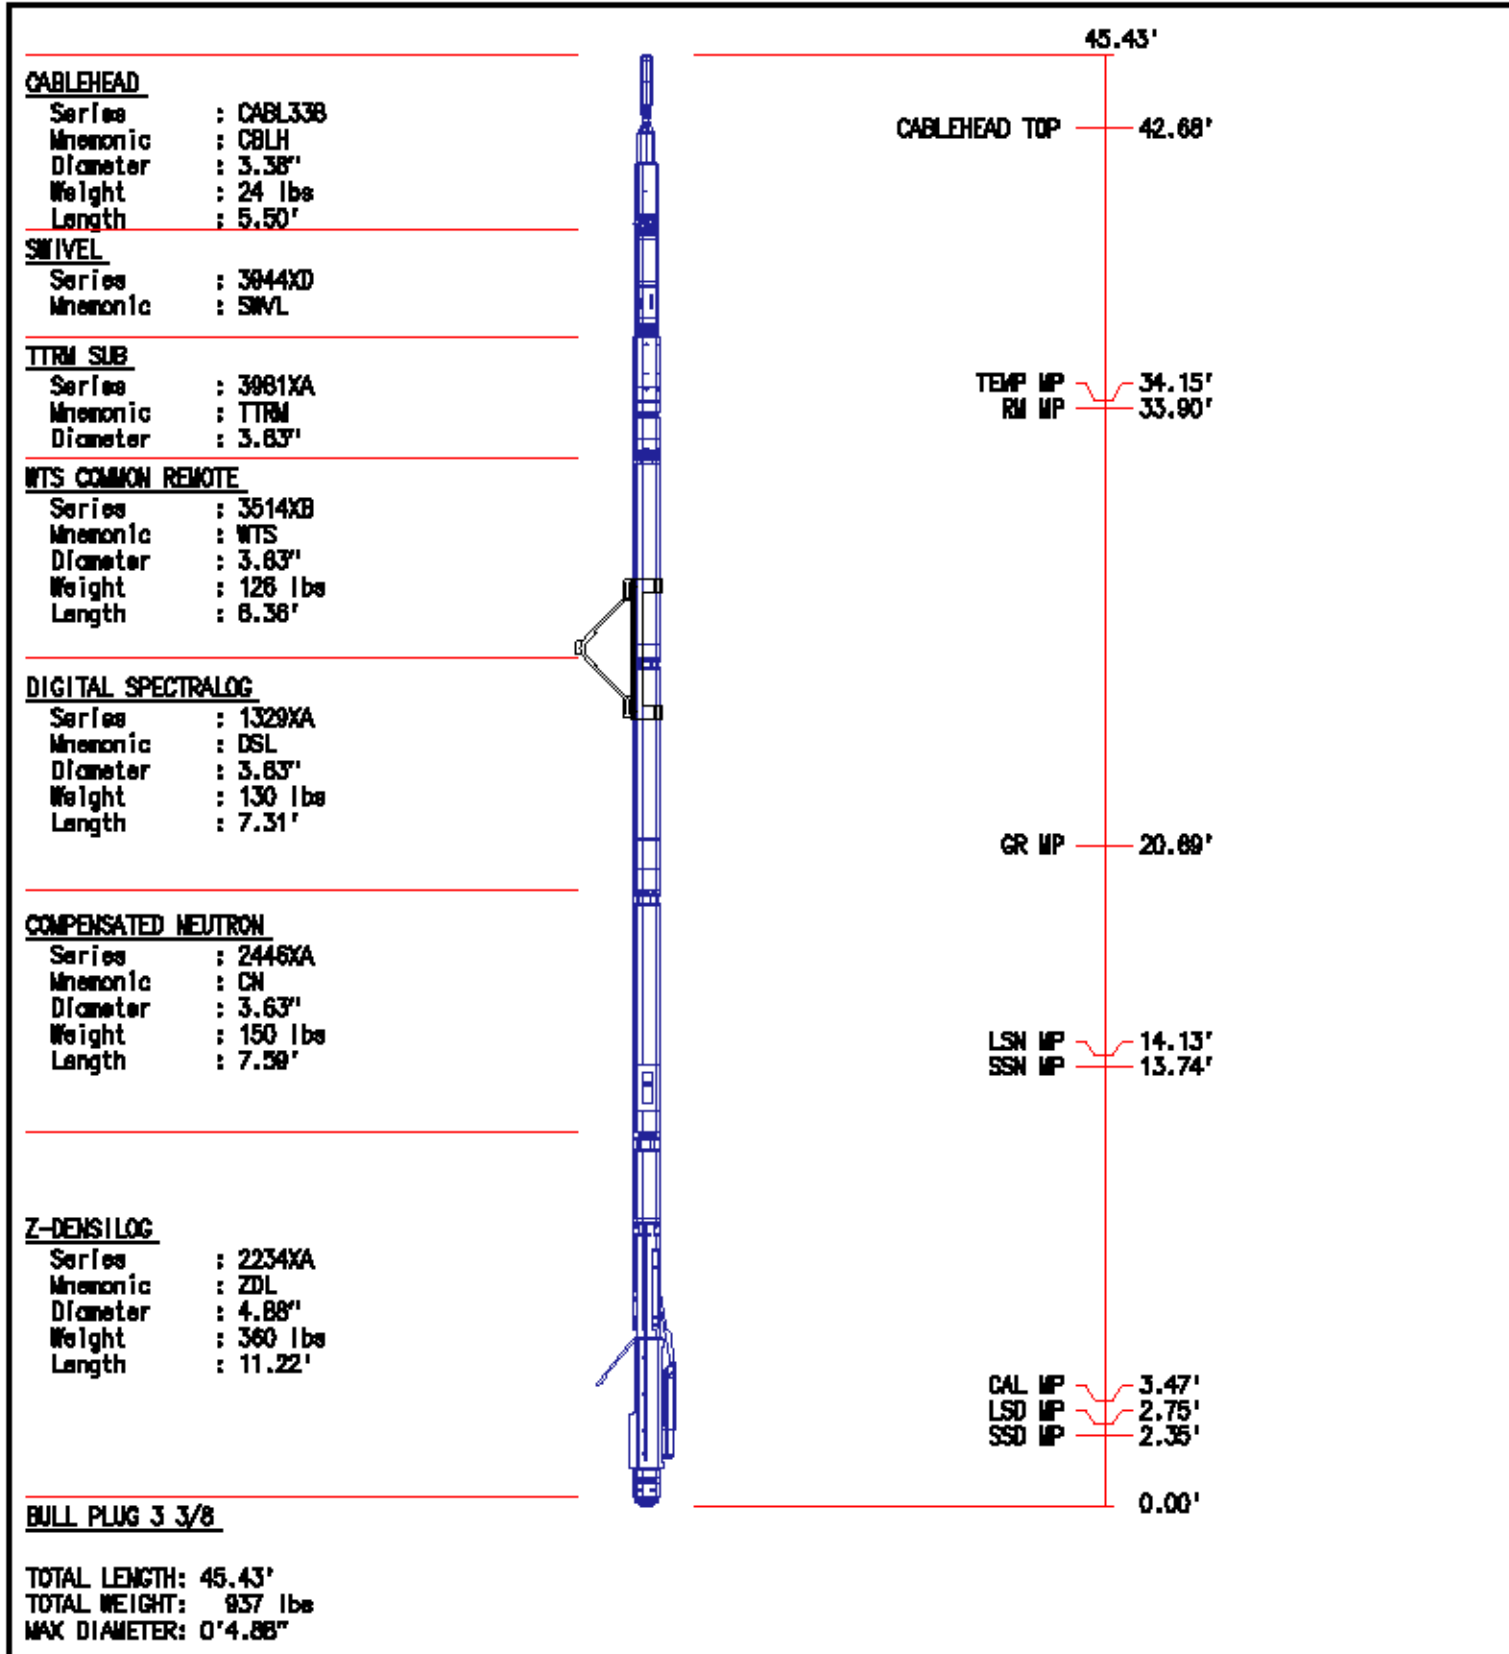 45.43'
CABLEHEAD
Series : CABL338
Mnemonic : CBLH
Diameter : 3.38"
Weight : 24 lbs
Length : 5.50'
CABLEHEAD TOP 42.68'
SWIVEL
Series : 3944XD
Mnemonic : SWVL
TTRM SUB
Series : 3981XA
Mnemonic : TTRM
Diameter : 3.63"
TEMP MP 34.15'
RM MP 33.90'
WTS COMMON REMOTE
Series : 3514XB
Mnemonic : WTS
Diameter : 3.63"
Weight : 126 lbs
Length : 6.36'
DIGITAL SPECTRALOG
Series : 1329XA
Mnemonic : DSL
Diameter : 3.63"
Weight : 130 lbs
Length : 7.31'
GR MP 20.69'
COMPENSATED NEUTRON
Series : 2446XA
Mnemonic : CN
Diameter : 3.63"
Weight : 150 lbs
Length : 7.59'
LSN MP 14.13'
SSN MP 13.74'
Z-DENSILOG
Series : 2234XA
Mnemonic : ZDL
Diameter : 4.88"
Weight : 360 lbs
Length : 11.22'
CAL MP 3.47'
LSD MP 2.75'
SSD MP 2.35'
0.00'
BULL PLUG 3 3/8
TOTAL LENGTH: 45.43'
TOTAL WEIGHT: 937 lbs
MAX DIAMETER: 0'4.88"